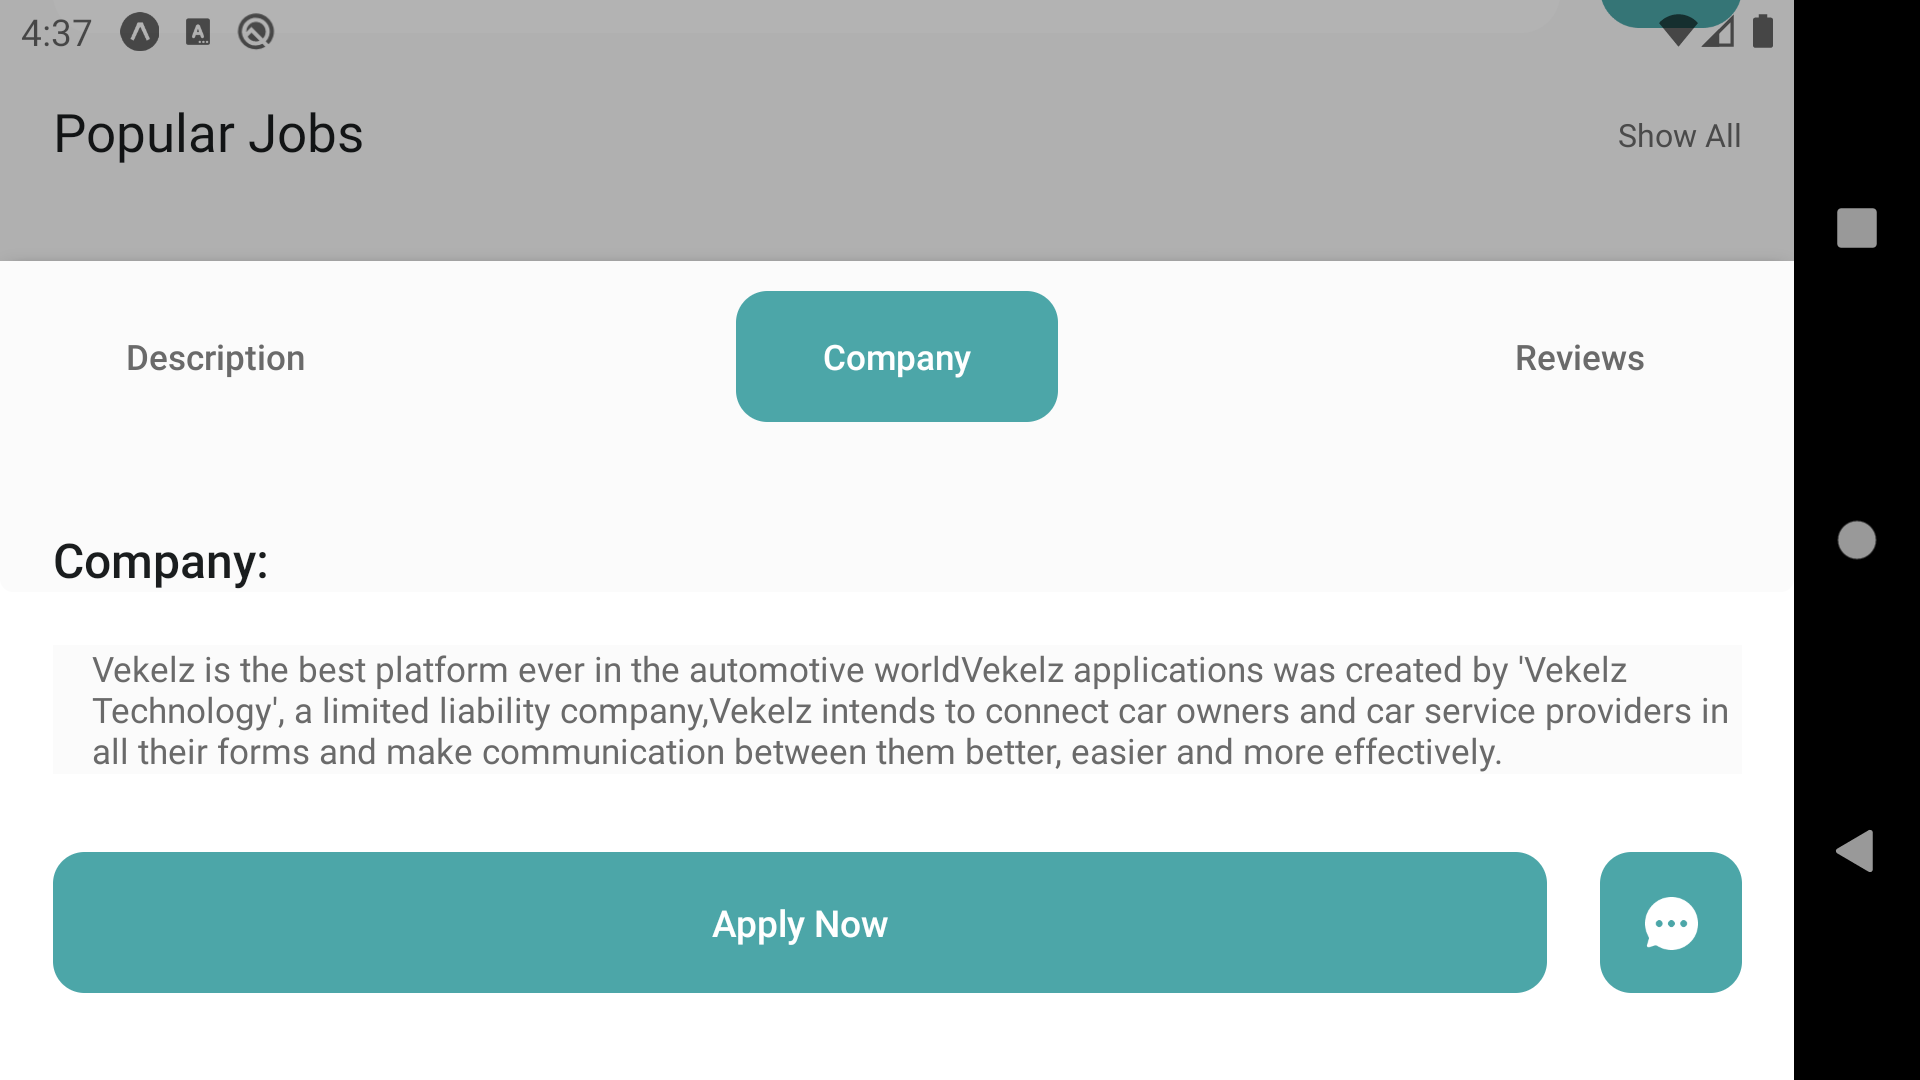 4:37
Popular Jobs
Show All
Description
Company
Reviews
Company:
Vekelz is the best platform ever in the automotive worldVekelz applications was created by 'Vekelz
Technology', a limited liability company,Vekelz intends to connect car owners and car service providers in
all their forms and make communication between them better, easier and more effectively.
Apply Now